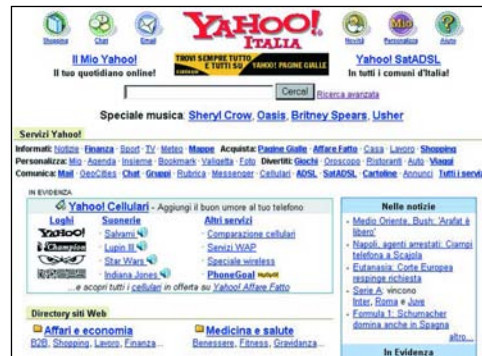 YAHOO!
ITALIA
Shopping
Chat
Email
Novità
Personalizza
Aiuto
Il Mio Yahoo!
Il tuo quotidiano online!
TROVI SEMPRE TUTTO
E TUTTI SU
YAHOO! PAGINE GIALLE
Yahoo! SatADSL
In tutti i comuni d'Italia!
Cerca!
Ricerca avanzata
Speciale musica: Sheryl Crow, Oasis, Britney Spears, Usher
Servizi Yahoo!
Informati: Notizie · Finanza · Sport · TV · Meteo · Mappe Acquista: Pagine Gialle · Affare Fatto · Casa · Lavoro · Shopping
Personalizza: Mio · Agenda · Insieme · Bookmark · Valigetta · Foto Divertiti: Giochi · Oroscopo · Ristoranti · Auto · Viaggi
Comunica: Mail · GeoCities · Chat · Gruppi · Rubrica · Messenger · Cellulari · ADSL · SatADSL · Cartoline · Annunci Tutti i serviz
IN EVIDENZA
Yahoo! Cellulari - Aggiungi il buon umore al tuo telefono
Loghi
YAHOO!
Champion
Suonerie
· Salvami
· Lupin III
· Star Wars
· Indiana Jones
Altri servizi
· Comparazione cellulari
· Servizi WAP
· Speciale wireless
· PhoneGoal
...e scopri tutti i cellulari in offerta su Yahoo! Affare Fatto
Nelle notizie
· Medio Oriente, Bush: 'Arafat è
libero'
· Napoli, agenti arrestati: Ciampi
telefona a Scajola
· Eutanasia: Corte Europea
respinge richiesta
· Serie A: vincono
Inter, Roma e Juve
· Formula 1: Schumacher
domina anche in Spagna
altro...
In Evidenza
Directory siti Web
Affari e economia
B2B, Shopping, Lavoro, Finanza...
Medicina e salute
Benessere, Fitness, Gravidanza...